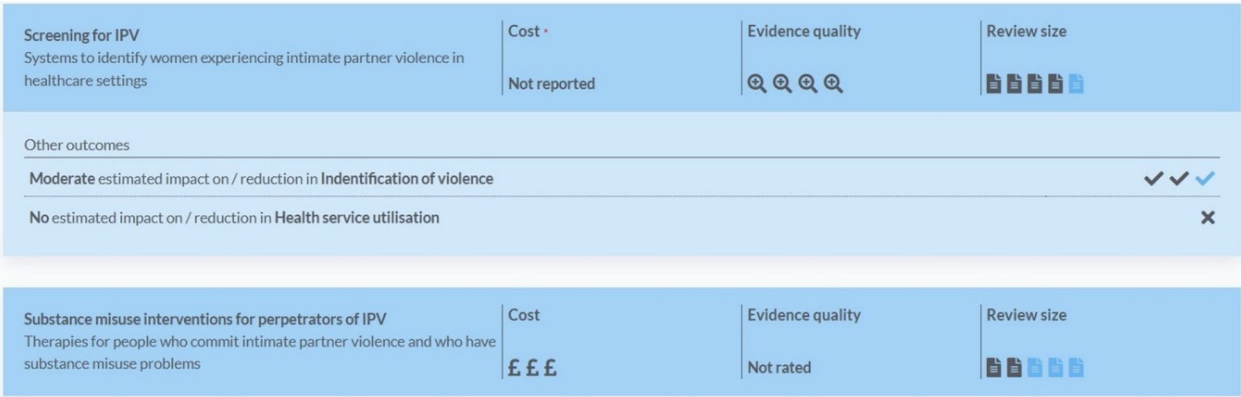 Screening for IPV
Systems to identify women experiencing intimate partner violence in
healthcare settings
Cost •
Not reported
Evidence quality
Review size
Other outcomes
Moderate estimated impact on / reduction in Indentification of violence
No estimated impact on / reduction in Health service utilisation
Substance misuse interventions for perpetrators of IPV
Therapies for people who commit intimate partner violence and who have
substance misuse problems
Cost
£ £ £
Evidence quality
Not rated
Review size